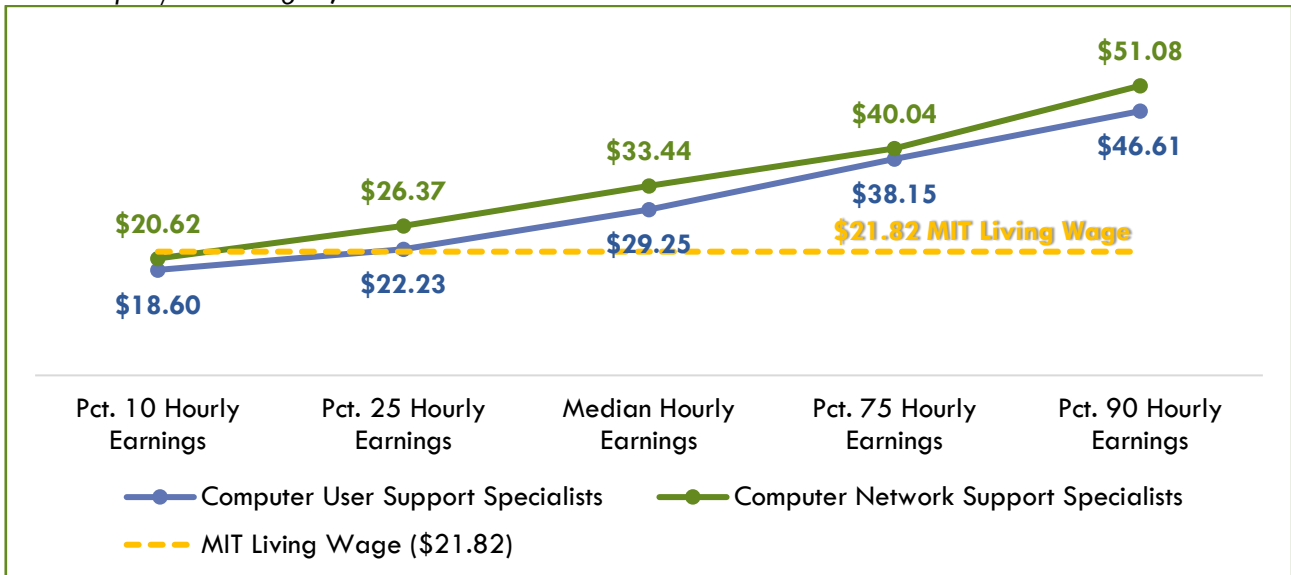 $51.08
$40.04
$33.44
$46.61
$26.37
$38.15
$20.62
$21.82 MIT Living Wage
$29.25
$22.23
$18.60
Pct. 10 Hourly Earnings
Pct. 25 Hourly Earnings
Median Hourly Earnings
Pct. 75 Hourly Earnings
Pct. 90 Hourly Earnings
Computer User Support Specialists
Computer Network Support Specialists
MIT Living Wage ($21.82)